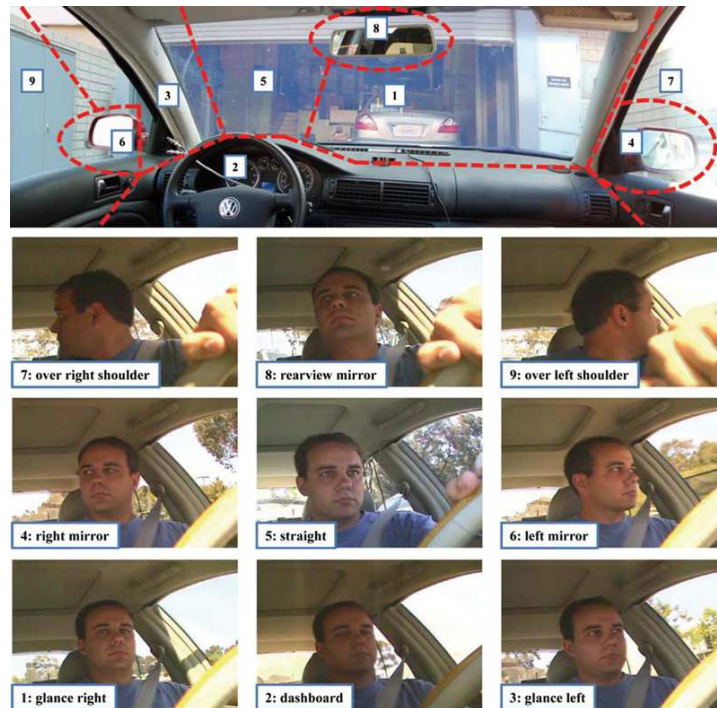 8
9
3
5
1
7
6
4
2
7: over right shoulder
8: rearview mirror
9: over left shoulder
4: right mirror
5: straight
6: left mirror
1: glance right
2: dashboard
3: glance left